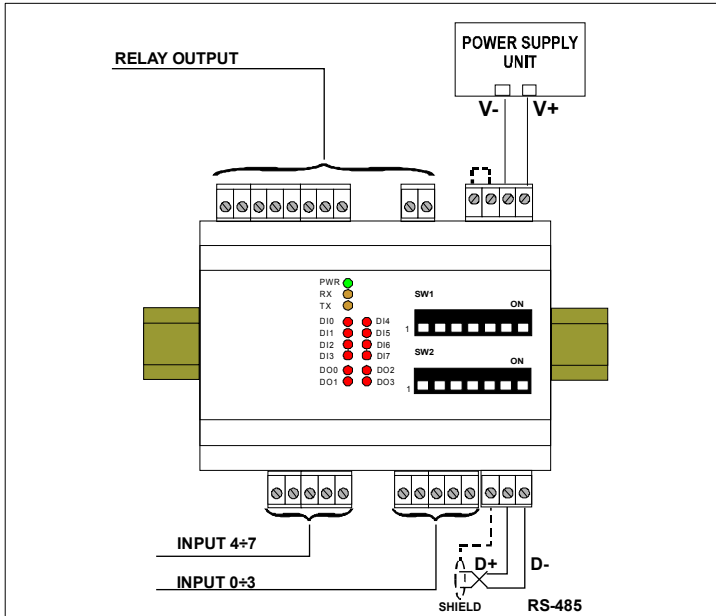 RELAY OUTPUT
POWER SUPPLY
UNIT
V- V+
PWR
RX
TX
DI0 DI4
DI1 DI5
DI2 DI6
DI3 DI7
DO0 DO2
DO1 DO3
SW1
ON
1
SW2
ON
1
INPUT 4÷7
INPUT 0÷3
D+ D-
SHIELD
RS-485